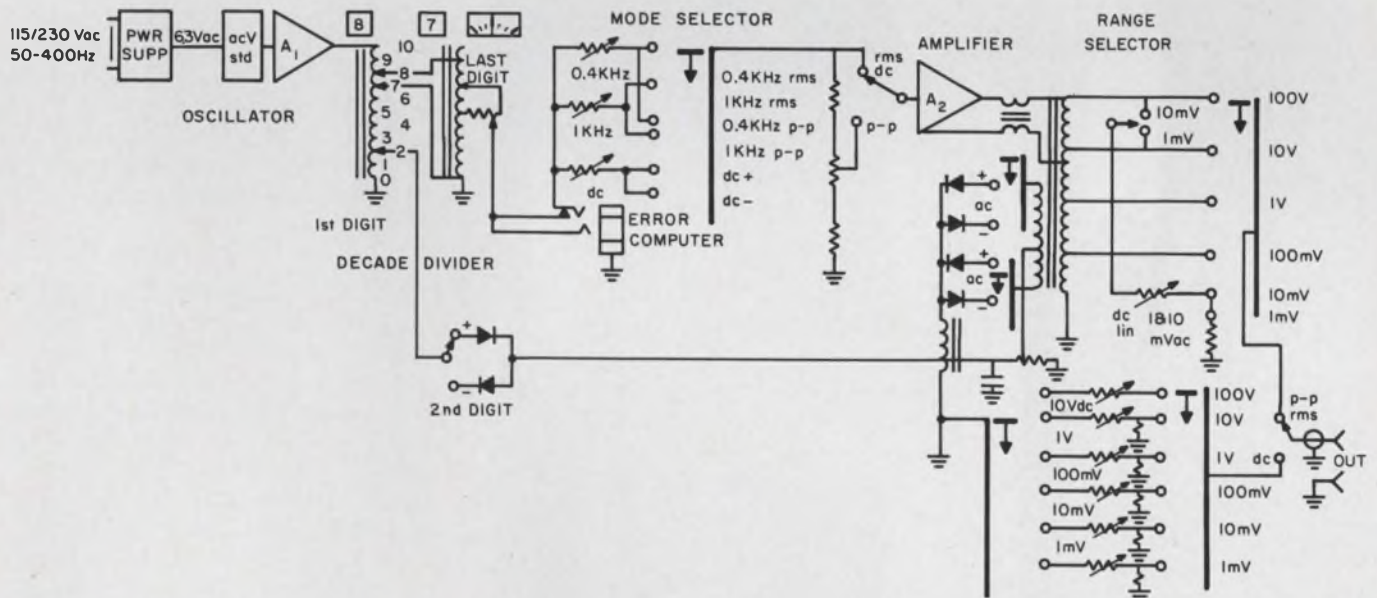 115/230 Vac
50-400Hz
PWR
SUPP
6,3Vac
acV
std
A1
OSCILLATOR
8
7
10
9
8
7
6
5
4
3
2
1
0
LAST
DIGIT
1st DIGIT
DECADE DIVIDER
MODE SELECTOR
0.4KHz
1KHz
dc
ERROR
COMPUTER
0.4KHz rms
1KHz rms
0.4KHz p-p
1KHz p-p
dc+
dc-
rms
dc
p-p
AMPLIFIER
A2
RANGE
SELECTOR
10mV
1mV
100V
10V
1V
100mV
10mV
1mV
+
ac
-
+
ac
-
dc
lin
1&10
mVac
+
-
2nd DIGIT
10Vdc
1V
100mV
10mV
1mV
100V
10V
1V
100mV
10mV
1mV
p-p
rms
dc
OUT